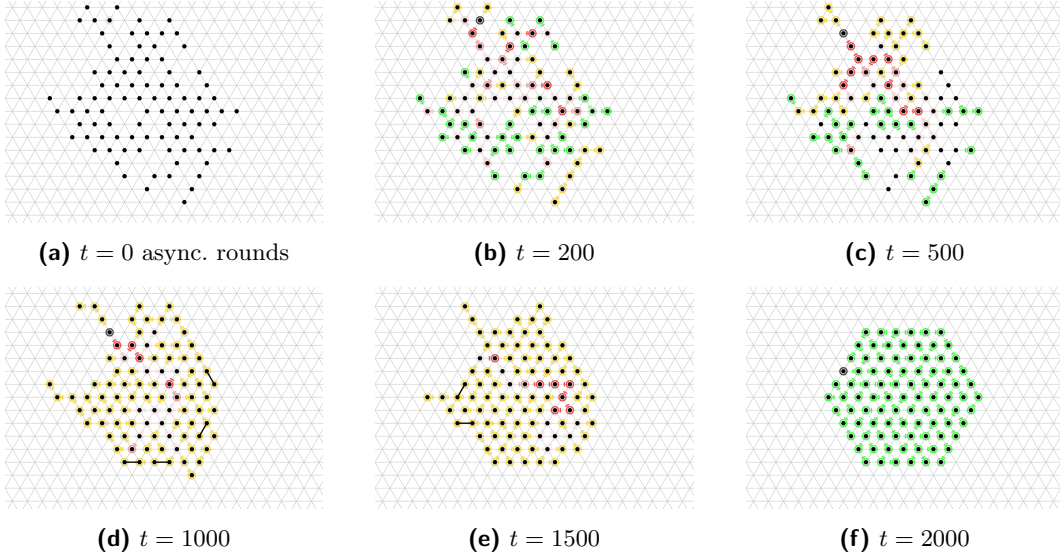 (a) t = 0 async. rounds
(b) t = 200
(c) t = 500
(d) t = 1000
(e) t = 1500
(f) t = 2000